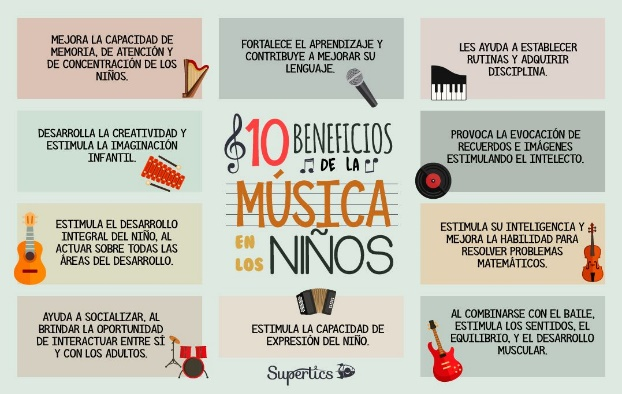 MEJORA LA CAPACIDAD DE
MEMORIA, DE ATENCIÓN Y
DE CONCENTRACIÓN DE LOS
NIÑOS.
FORTALECE EL APRENDIZAJE Y
CONTRIBUYE A MEJORAR SU
LENGUAJE.
LES AYUDA A ESTABLECER
RUTINAS Y ADQUIRIR
DISCIPLINA.
DESARROLLA LA CREATIVIDAD Y
ESTIMULA LA IMAGINACIÓN
INFANTIL.
10 BENEFICIOS
DE LA
MÚSICA
EN
LOS
NIÑOS
PROVOCA LA EVOCACIÓN DE
RECUERDOS E IMÁGENES
ESTIMULANDO EL INTELECTO.
ESTIMULA EL DESARROLLO
INTEGRAL DEL NIÑO, AL
ACTUAR SOBRE TODAS LAS
ÁREAS DEL DESARROLLO.
ESTIMULA SU INTELIGENCIA Y
MEJORA LA HABILIDAD PARA
RESOLVER PROBLEMAS
MATEMÁTICOS.
AYUDA A SOCIALIZAR, AL
BRINDAR LA OPORTUNIDAD
DE INTERACTUAR ENTRE SÍ
Y CON LOS ADULTOS.
ESTIMULA LA CAPACIDAD DE
EXPRESIÓN DEL NIÑO.
AL COMBINARSE CON EL BAILE,
ESTIMULA LOS SENTIDOS, EL
EQUILIBRIO, Y EL DESARROLLO
MUSCULAR.
Supertics